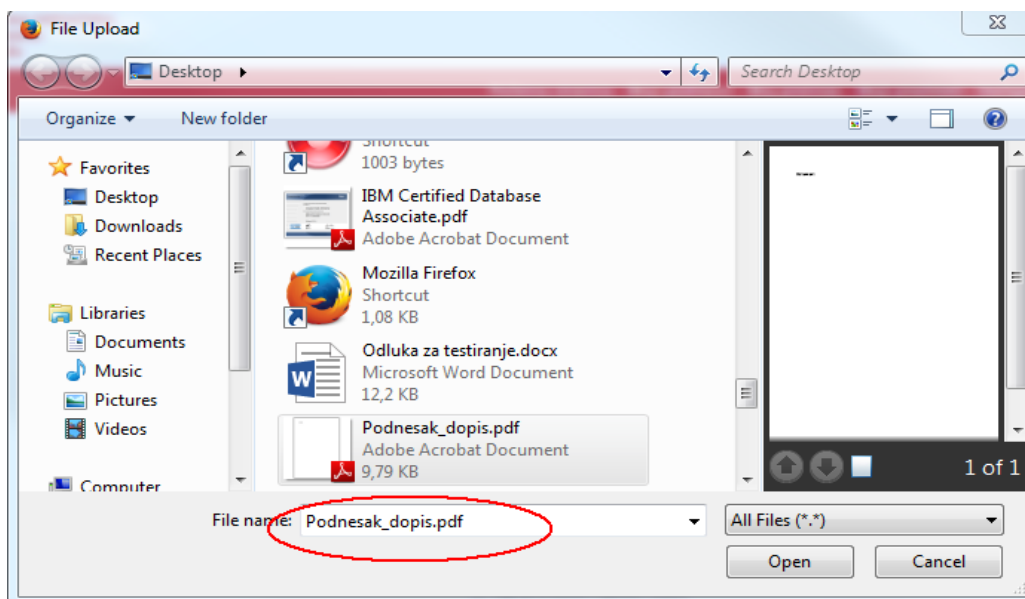 File Upload
Desktop
Search Desktop
Organize
New folder
Favorites
Desktop
Downloads
Recent Places
Libraries
Documents
Music
Pictures
Videos
Computer
Shortcut
1003 bytes
IBM Certified Database
Associate.pdf
Adobe Acrobat Document
Mozilla Firefox
Shortcut
1,08 KB
Odluka za testiranje.docx
Microsoft Word Document
12,2 KB
Podnesak_dopis.pdf
Adobe Acrobat Document
9,79 KB
1 of 1
File name: Podnesak_dopis.pdf
All Files (*.*)
Open
Cancel